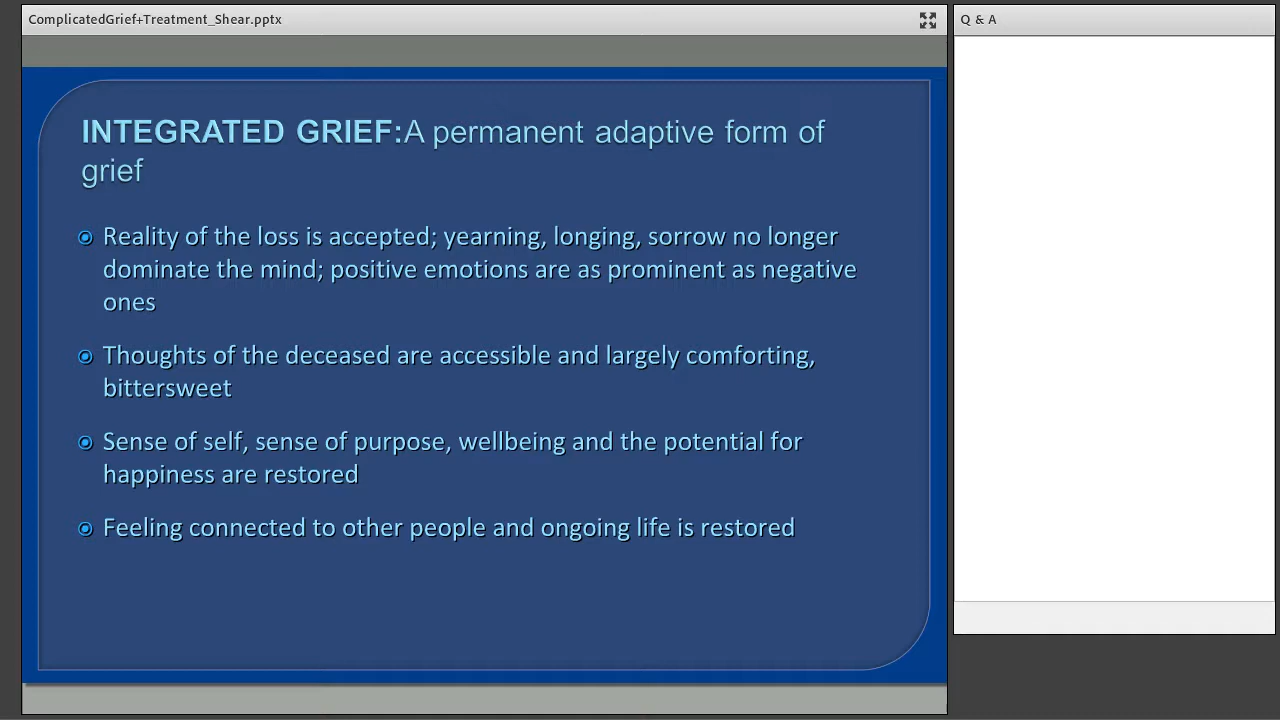 ComplicatedGrief+Treatment_Shear.pptx
Q & A
INTEGRATED GRIEF:A permanent adaptive form of
grief
Reality of the loss is accepted; yearning, longing, sorrow no longer
dominate the mind; positive emotions are as prominent as negative
ones
Thoughts of the deceased are accessible and largely comforting,
bittersweet
Sense of self, sense of purpose, wellbeing and the potential for
happiness are restored
Feeling connected to other people and ongoing life is restored